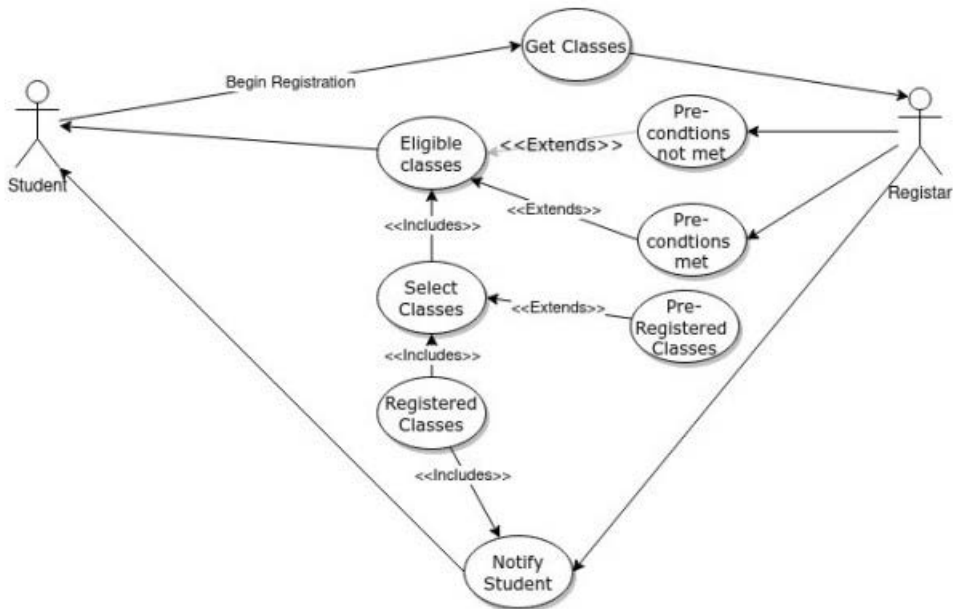 Get Classes
Begin Registration
Student
Eligible
classes
<<Extends>>
Pre-
condtions
not met
Registar
<<Extends>>
Pre-
condtions
met
<<Includes>>
Select
Classes
<<Extends>>
Pre-
Registered
Classes
<<Includes>>
Registered
Classes
<<Includes>>
Notify
Student